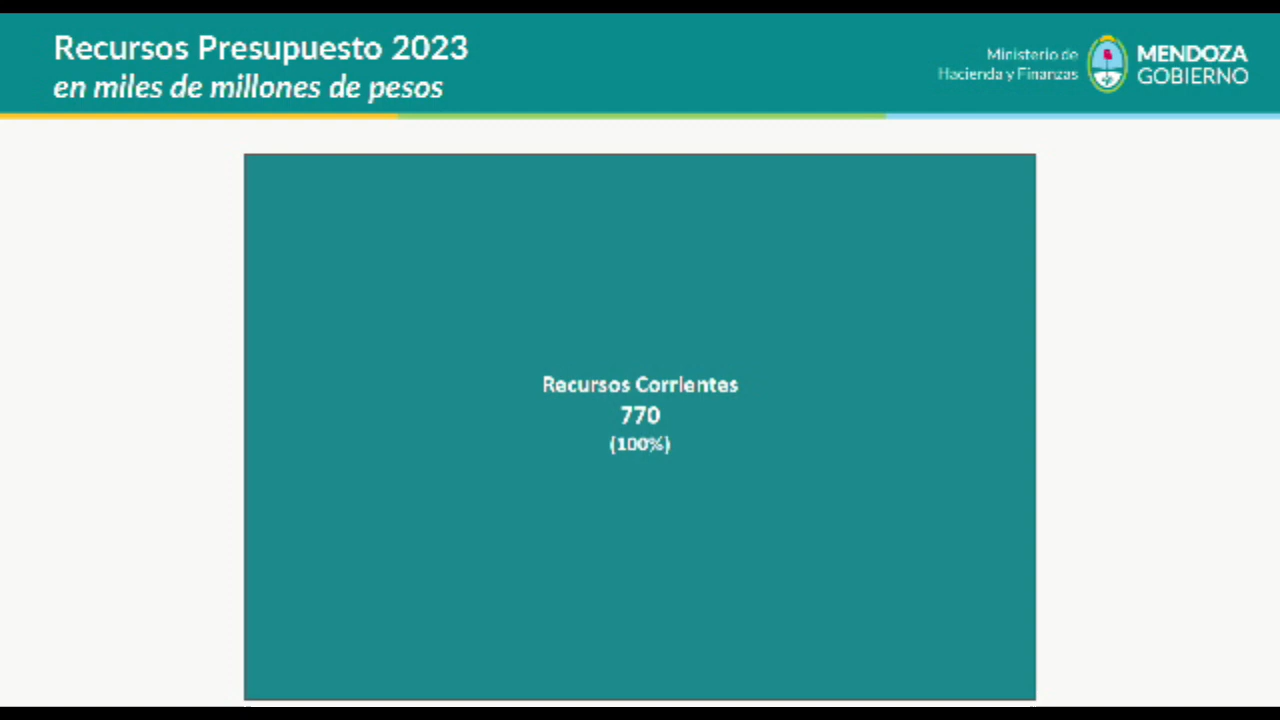 Recursos Presupuesto 2023
en miles de millones de pesos
Ministerio de
Hacienda y Finanzas
MENDOZA
GOBIERNO
Recursos Corrientes
770
(100%)